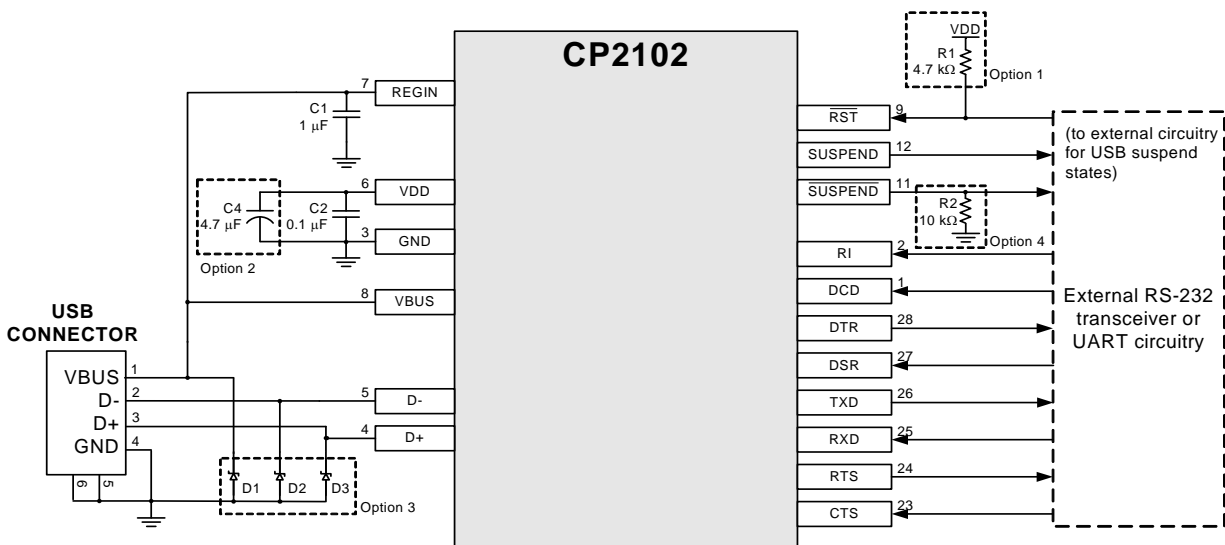 CP2102
7
REGIN
C1
1 μF
6
VDD
C4
4.7 μF
C2
0.1 μF
3
GND
Option 2
8
VBUS
USB
CONNECTOR
VBUS
1
D-
2
D+
3
GND
4
6
5
5
D-
4
D+
D1
D2
D3
Option 3
VDD
R1
4.7 kΩ
Option 1
RST
9
SUSPEND
12
SUSPEND
11
R2
10 kΩ
Option 4
RI
2
DCD
1
DTR
28
DSR
27
TXD
26
RXD
25
RTS
24
CTS
23
(to external circuitry
for USB suspend
states)
External RS-232
transceiver or
UART circuitry